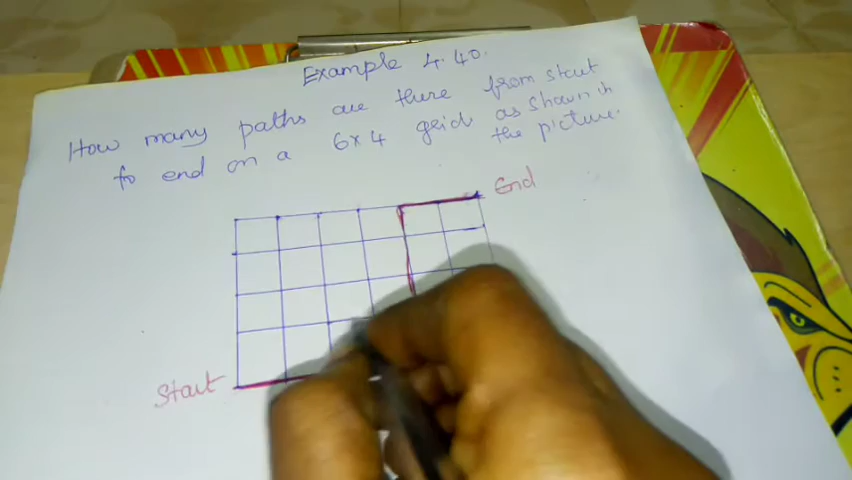 Example 4.40.
How many paths are there from start
to end on a 6x4 grid as shown in
the picture.
End
Start